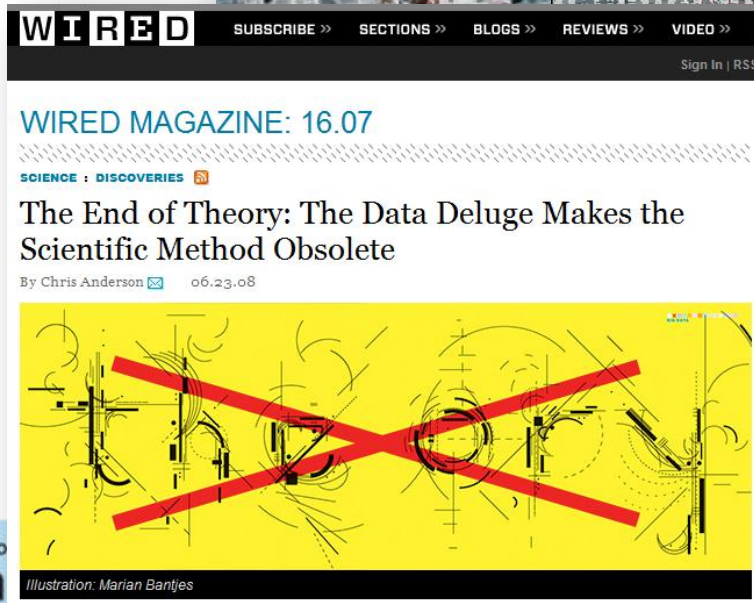 WIRED SUBSCRIBE » SECTIONS » BLOGS » REVIEWS » VIDEO »
Sign In | RSS
WIRED MAGAZINE: 16.07
SCIENCE : DISCOVERIES
The End of Theory: The Data Deluge Makes the
Scientific Method Obsolete
By Chris Anderson 06.23.08
theory
Illustration: Marian Bantjes